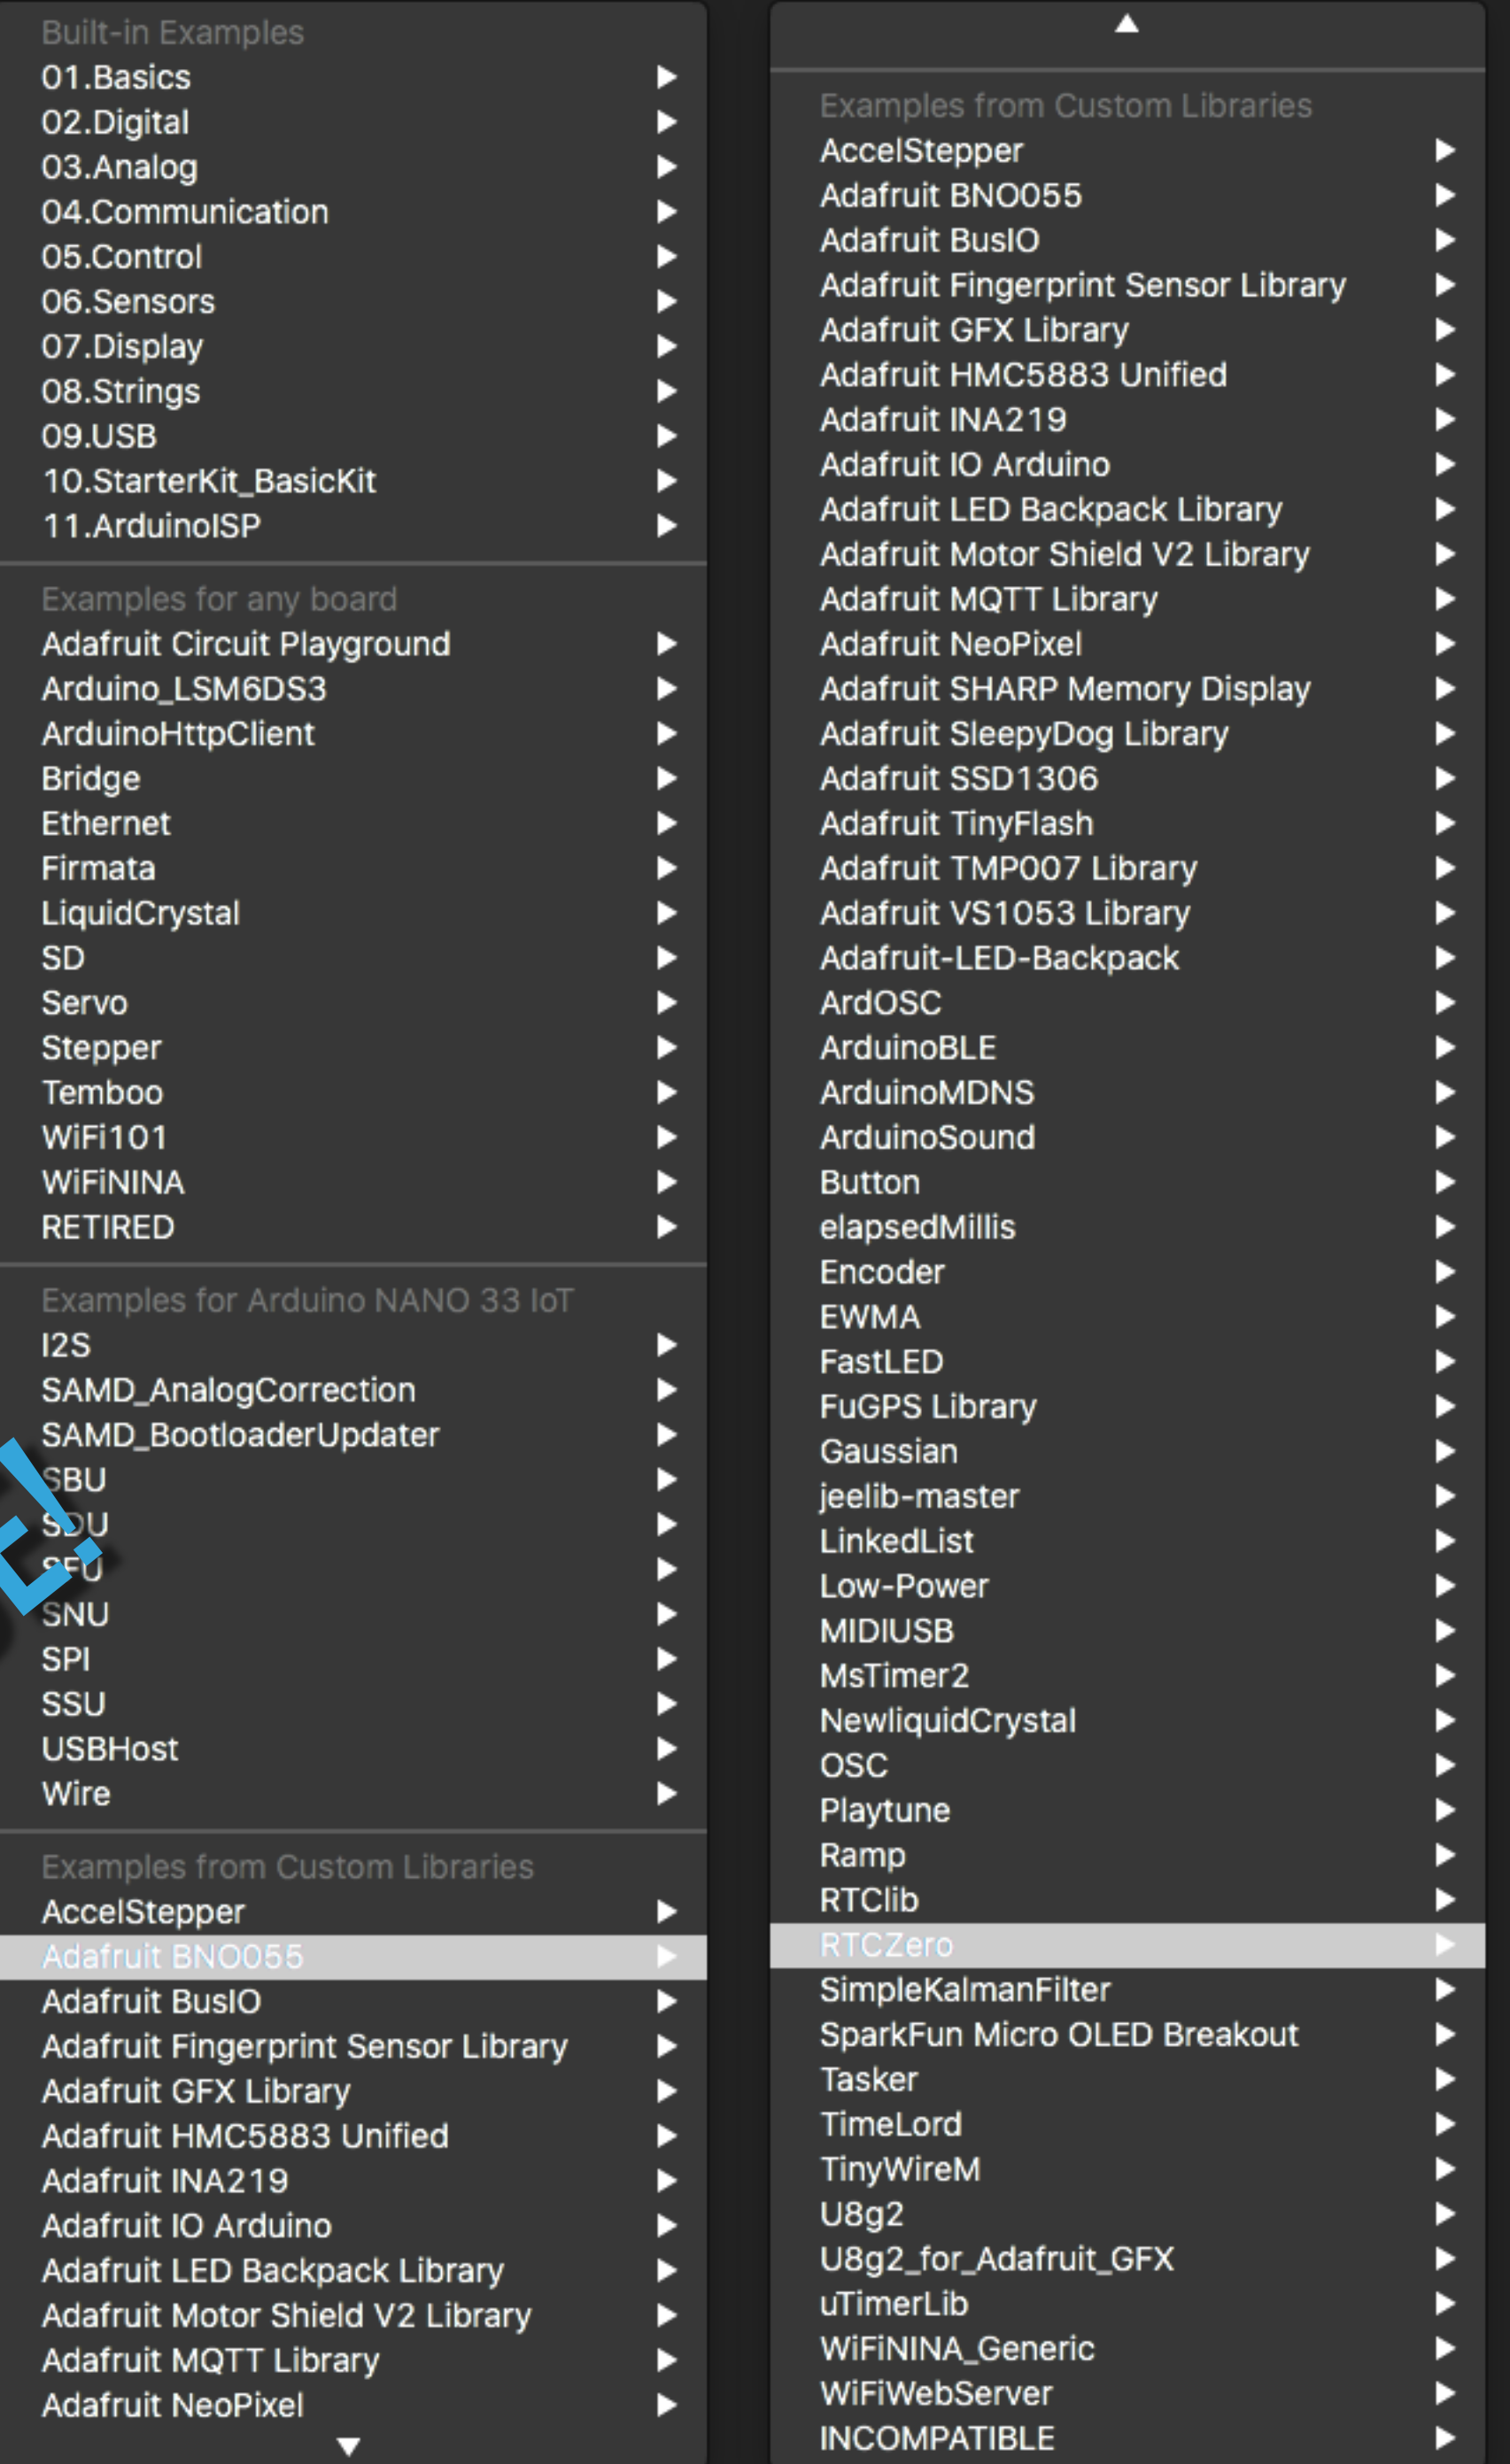 Built-in Examples
01.Basics
02.Digital
03.Analog
04.Communication
05.Control
06.Sensors
07.Display
08.Strings
09.USB
10.StarterKit_BasicKit
11.ArduinoISP
Examples for any board
Adafruit Circuit Playground
Arduino_LSM6DS3
ArduinoHttpClient
Bridge
Ethernet
Firmata
LiquidCrystal
SD
Servo
Stepper
Temboo
WiFi101
WiFiNINA
RETIRED
Examples for Arduino NANO 33 IoT
I2S
SAMD_AnalogCorrection
SAMD_BootloaderUpdater
SBU
SDU
SFU
SNU
SPI
SSU
USBHost
Wire
Examples from Custom Libraries
AccelStepper
Adafruit BNO055
Adafruit BusIO
Adafruit Fingerprint Sensor Library
Adafruit GFX Library
Adafruit HMC5883 Unified
Adafruit INA219
Adafruit IO Arduino
Adafruit LED Backpack Library
Adafruit Motor Shield V2 Library
Adafruit MQTT Library
Adafruit NeoPixel
Examples from Custom Libraries
AccelStepper
Adafruit BNO055
Adafruit BusIO
Adafruit Fingerprint Sensor Library
Adafruit GFX Library
Adafruit HMC5883 Unified
Adafruit INA219
Adafruit IO Arduino
Adafruit LED Backpack Library
Adafruit Motor Shield V2 Library
Adafruit MQTT Library
Adafruit NeoPixel
Adafruit SHARP Memory Display
Adafruit SleepyDog Library
Adafruit SSD1306
Adafruit TinyFlash
Adafruit TMP007 Library
Adafruit VS1053 Library
Adafruit-LED-Backpack
ArdOSC
ArduinoBLE
ArduinoMDNS
ArduinoSound
Button
elapsedMillis
Encoder
EWMA
FastLED
FuGPS Library
Gaussian
jeelib-master
LinkedList
Low-Power
MIDIUSB
MsTimer2
NewliquidCrystal
OSC
Playtune
Ramp
RTClib
RTCZero
SimpleKalmanFilter
SparkFun Micro OLED Breakout
Tasker
TimeLord
TinyWireM
U8g2
U8g2_for_Adafruit_GFX
uTimerLib
WiFiNINA_Generic
WiFiWebServer
INCOMPATIBLE